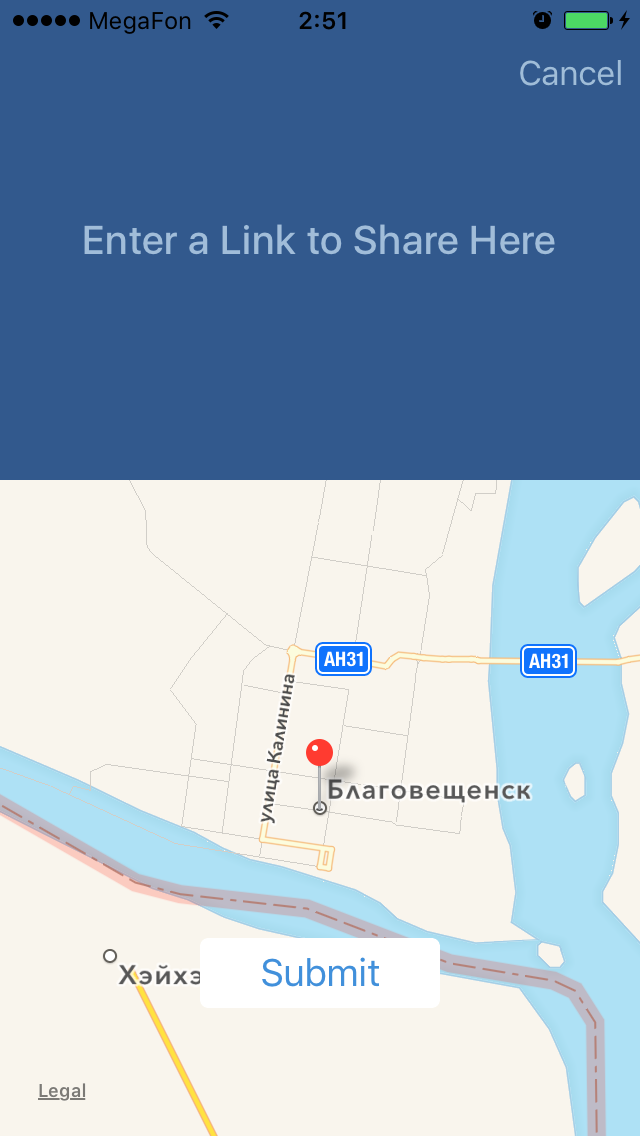 MegaFon 2:51
Cancel
Enter a Link to Share Here
AH31
AH31
улица Калинина
Благовещенск
Хэйхэ
Submit
Legal